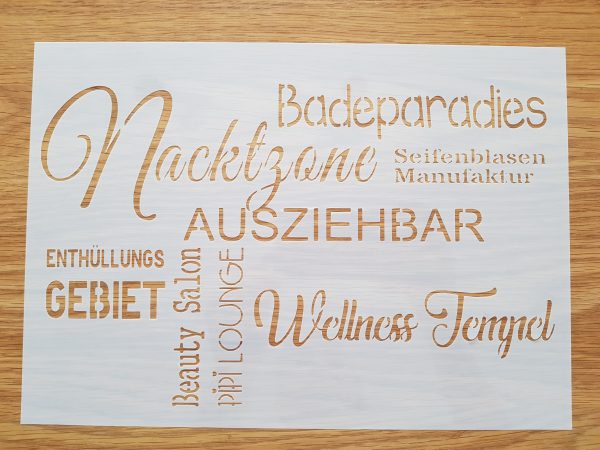 Badeparadies
Nacktzone
Seifenblasen
Manufaktur
AUSZIEHBAR
ENTHÜLLUNGS
GEBIET
Beauty Salon
PIPI LOUNGE
Wellness Tempel